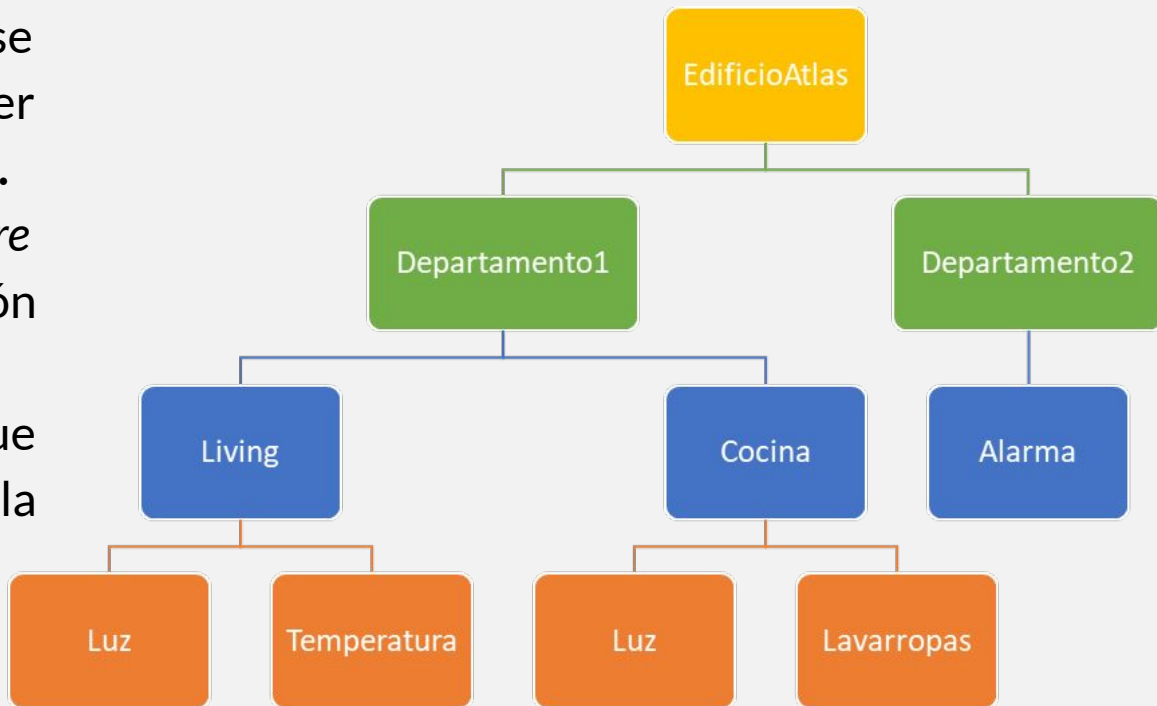 se
er
.
re
ón
ue
la
EdificioAtlas
Departamento1 Departamento2
Living Cocina Alarma
Luz Temperatura Luz Lavarropas